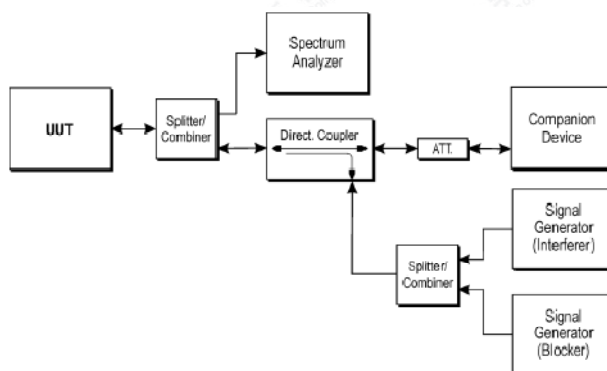 Spectrum
Analyzer
UUT
Splitter/
Combiner
Direct. Coupler
ATT.
Companion
Device
Signal
Generator
(Interferer)
Splitter/
Combiner
Signal
Generator
(Blocker)